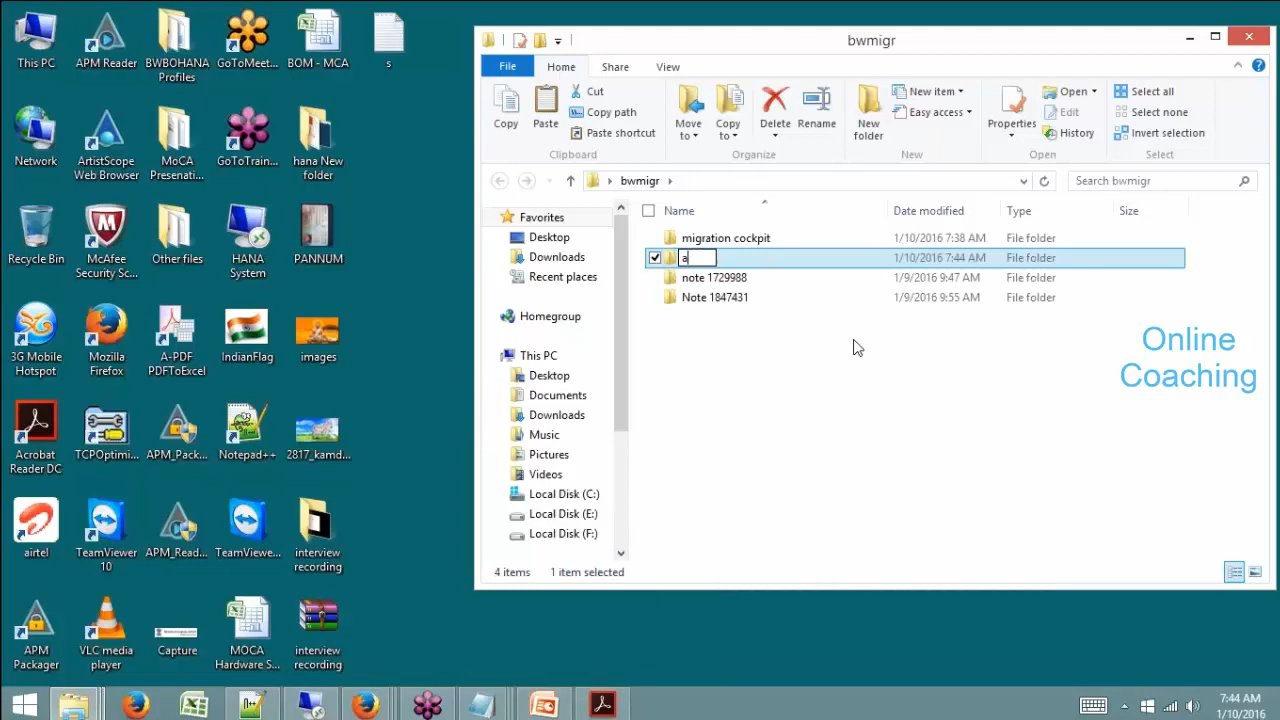 This PC
APM Reader
BWBOHANA
Profiles
GoToMeet...
BOM - MCA
s
Network
ArtistScope
Web Browser
MoCA
Presenati...
GoToTrain...
hana New
folder
Recycle Bin
McAfee
Security Sc...
Other files
HANA
System
PANNUM
3G Mobile
Hotspot
Mozilla
Firefox
A-PDF
PDFToExcel
IndianFlag
images
Acrobat
Reader DC
TCPOptimi...
APM_Pack...
Notepad++
2817_kamd...
airtel
TeamViewer
10
APM_Read...
TeamViewe...
interview
recording
APM
Packager
VLC media
player
Capture
MOCA
Hardware S...
interview
recording
bwmigr
File
Home
Share
View
Copy
Paste
Cut
Copy path
Paste shortcut
Clipboard
Move
to
Copy
to
Delete
Rename
Organize
New
folder
New item
Easy access
New
Properties
Open
Edit
History
Open
Select all
Select none
Invert selection
Select
bwmigr
Search bwmigr
Favorites
Desktop
Downloads
Recent places
Homegroup
This PC
Desktop
Documents
Downloads
Music
Pictures
Videos
Local Disk (C:)
Local Disk (E:)
Local Disk (F:)
Name
Date modified
Type
Size
migration cockpit 1/10/2016 7:38 AM File folder
a 1/10/2016 7:44 AM File folder
note 1729988 1/9/2016 9:47 AM File folder
Note 1847431 1/9/2016 9:55 AM File folder
Online
Coaching
4 items 1 item selected
7:44 AM
1/10/2016